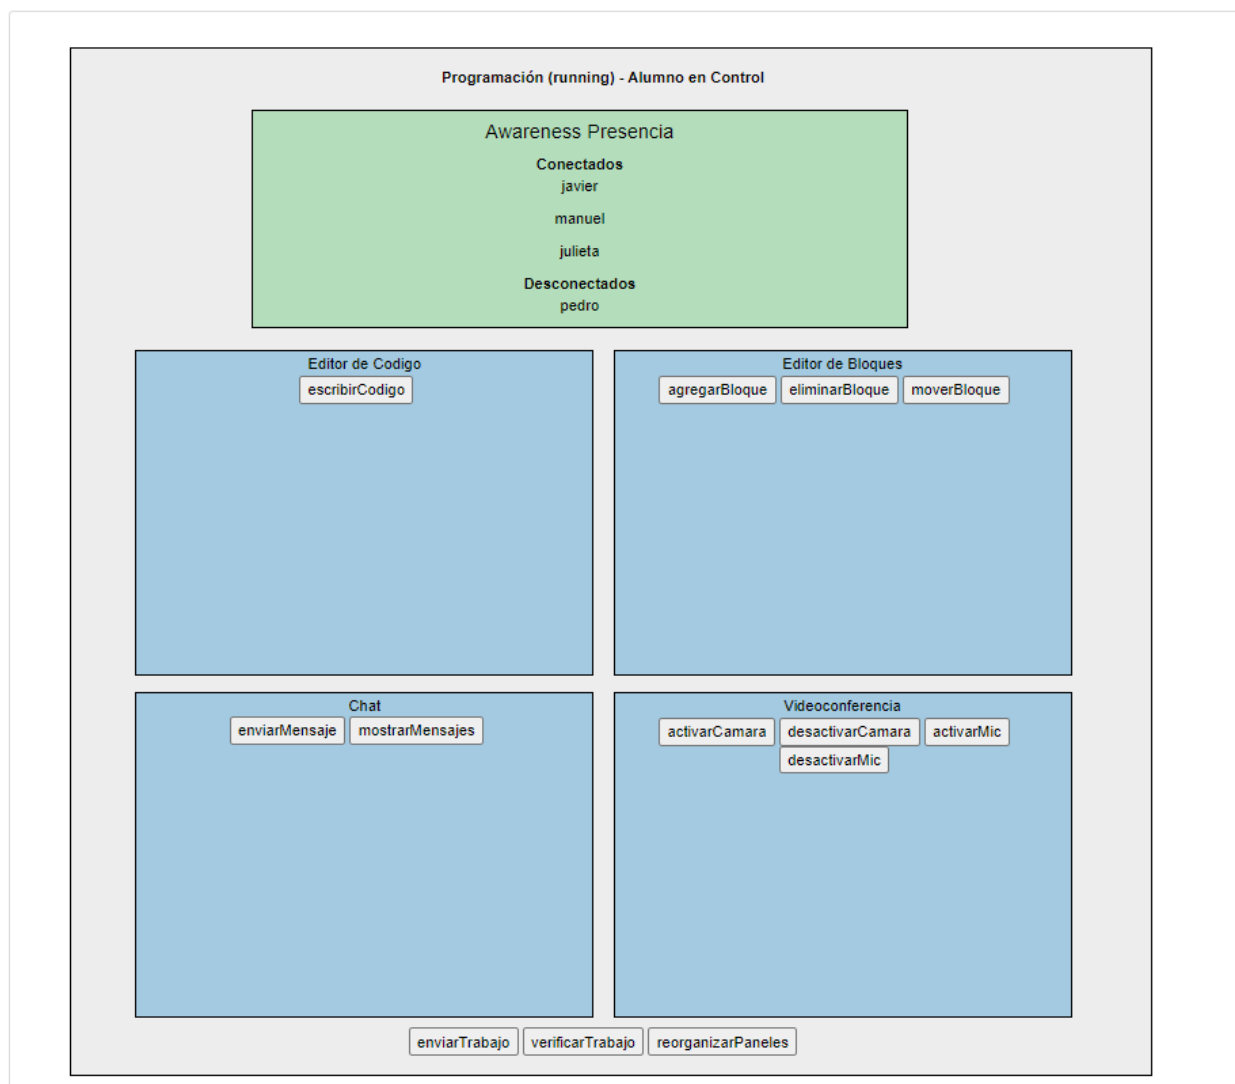 Programación (running) - Alumno en Control
Awareness Presencia
Conectados
javier
manuel
julieta
Desconectados
pedro
Editor de Codigo
escribirCodigo
Editor de Bloques
agregarBloque eliminarBloque moverBloque
Chat
enviarMensaje mostrarMensajes
Videoconferencia
activarCamara desactivarCamara activarMic
desactivarMic
enviarTrabajo verificarTrabajo reorganizarPaneles